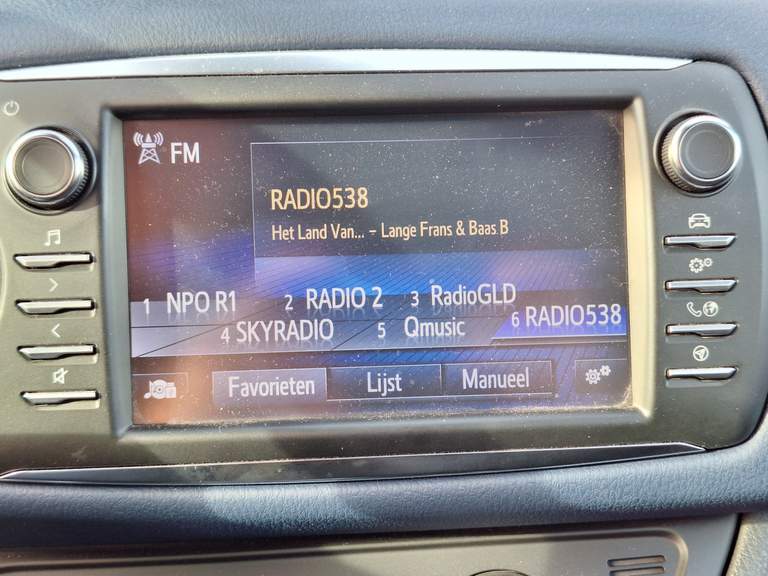 FM
RADIO538
Het Land Van... - Lange Frans & Baas B
1 NPO R1 2 RADIO 2 3 RadioGLD
4 SKYRADIO 5 Qmusic 6 RADIO538
Favorieten Lijst Manueel